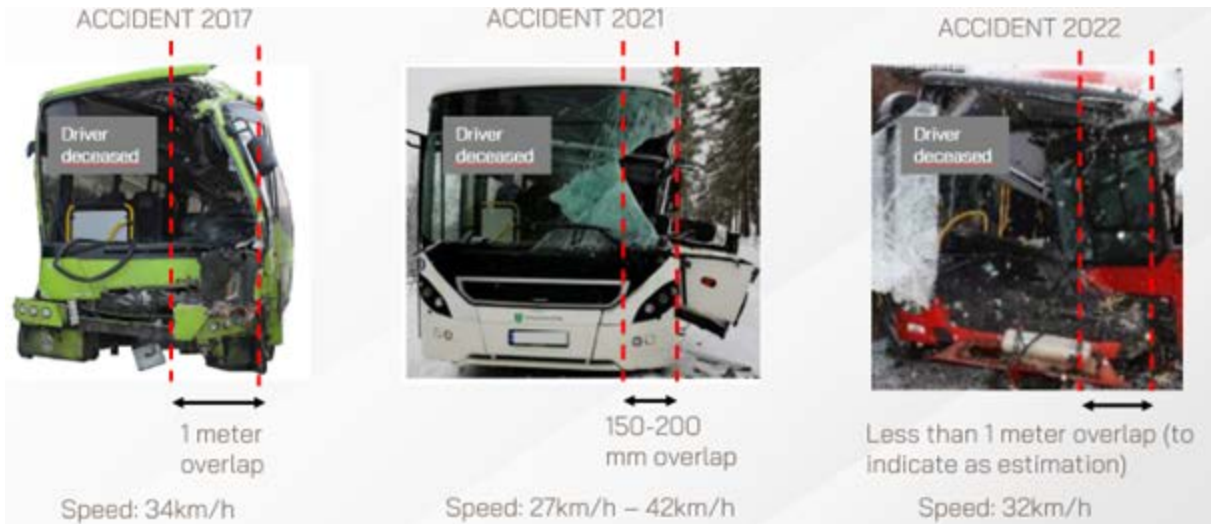 ACCIDENT 2017
Driver
deceased
1 meter
overlap
Speed: 34km/h
ACCIDENT 2021
Driver
deceased
150-200
mm overlap
Speed: 27km/h – 42km/h
ACCIDENT 2022
Driver
deceased
Less than 1 meter overlap (to
indicate as estimation)
Speed: 32km/h